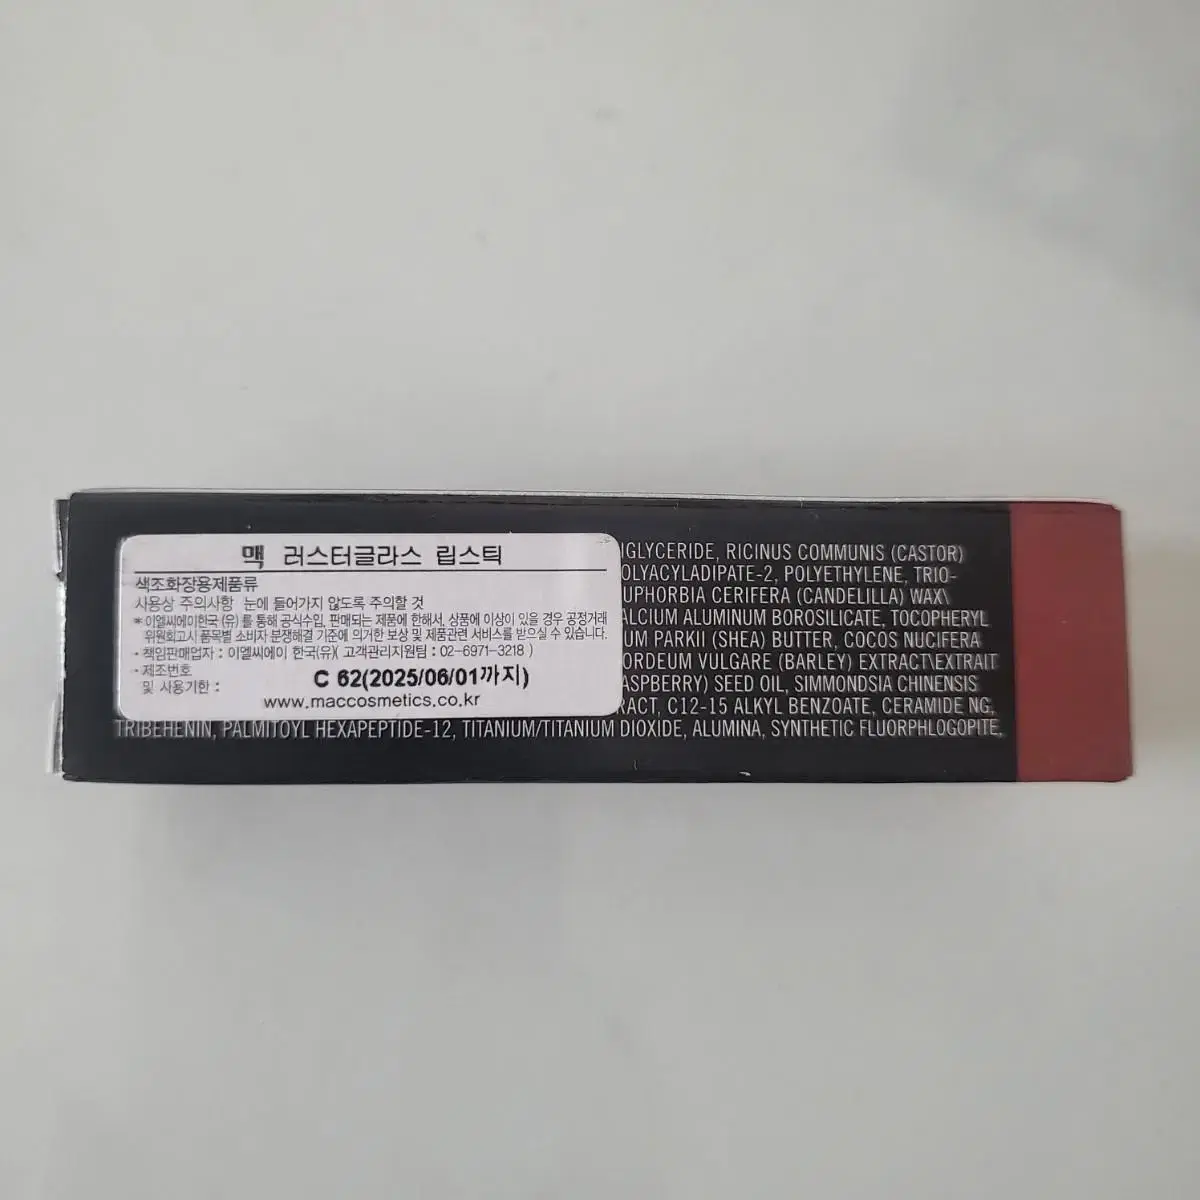 맥 러스터글라스 립스틱
색조화장용제품류
사용상 주의사항 눈에 들어가지 않도록 주의할 것
* 이엘씨에이한국 (유) 를 통해 공식수입, 판매되는 제품에 한해서, 상품에 이상이 있을 경우 공정거래
위원회고시 품목별 소비자 분쟁해결 기준에 의거한 보상 및 제품관련 서비스를 받으실 수 있습니다.
· 책임판매업자 : 이엘씨에이 한국(유)( 고객관리지원팀 : 02-6971-3218 )
· 제조번호
및 사용기한 : C 62(2025/06/01까지)
www.maccosmetics.co.kr
IGLYCERIDE, RICINUS COMMUNIS (CASTOR)
OLYACYLADIPATE-2, POLYETHYLENE, TRIO-
UPHORBIA CERIFERA (CANDELILLA) WAX\
ALCIUM ALUMINUM BOROSILICATE, TOCOPHERYL
UM PARKII (SHEA) BUTTER, COCOS NUCIFERA
ORDEUM VULGARE (BARLEY) EXTRACT\EXTRAIT
ASPBERRY) SEED OIL, SIMMONDSIA CHINENSIS
RACT, C12-15 ALKYL BENZOATE, CERAMIDE NG,
TRIBEHENIN, PALMITOYL HEXAPEPTIDE-12, TITANIUM/TITANIUM DIOXIDE, ALUMINA, SYNTHETIC FLUORPHLOGOPITE,